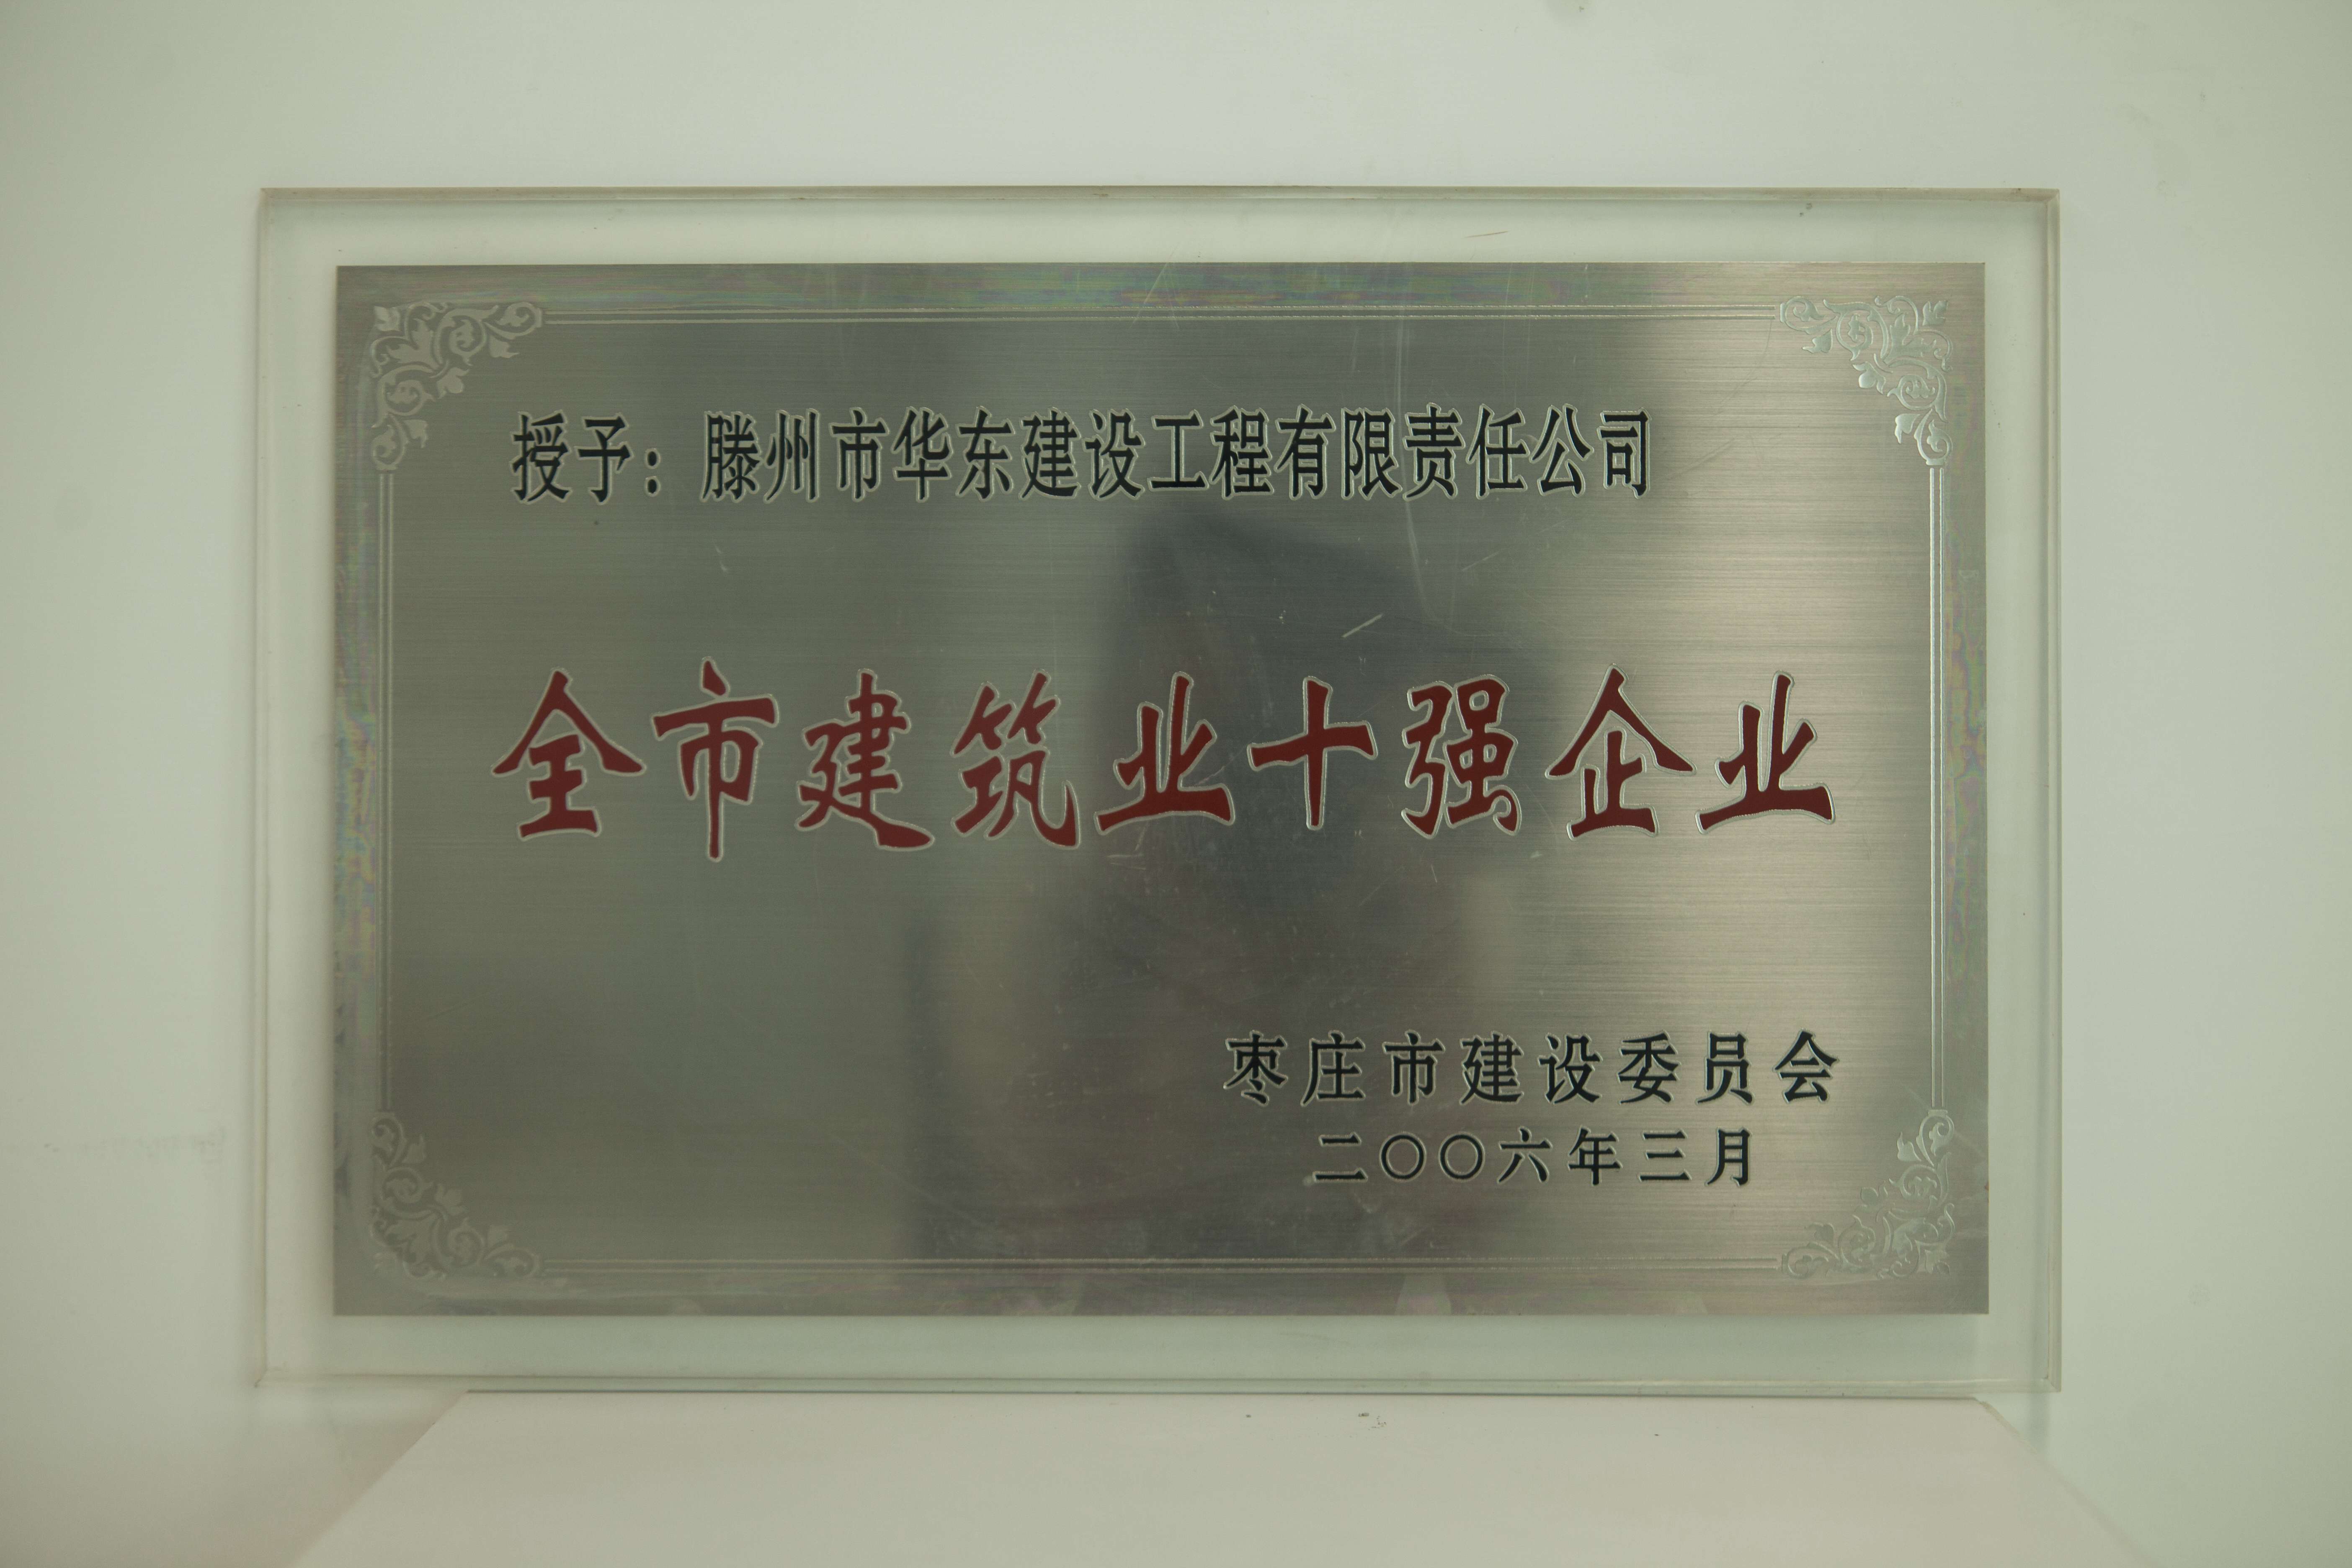 授予：滕州市华东建设工程有限责任公司
全市建筑业十强企业
枣庄市建设委员会
二〇〇六年三月